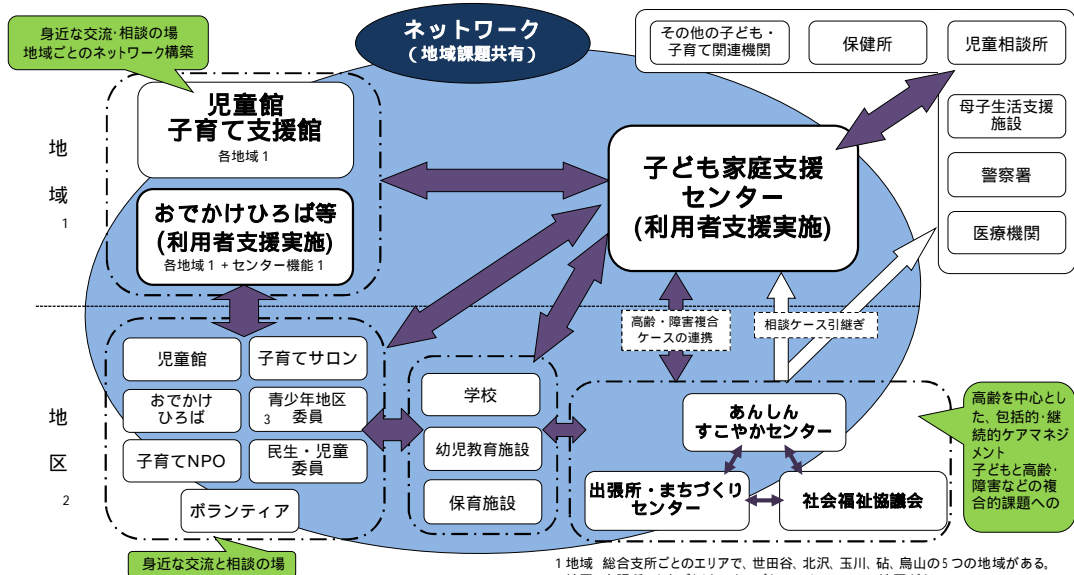 身近な交流･相談の場
地域ごとのネットワーク構築
ネットワーク
(地域課題共有)
その他の子ども・
子育て関連機関
保健所
児童相談所
母子生活支援
施設
警察署
医療機関
地域
1
児童館
子育て支援館
各地域1
おでかけひろば等
(利用者支援実施)
各地域1+センター機能1
子ども家庭支援
センター
(利用者支援実施)
高齢・障害複合
ケースの連携
相談ケース引継ぎ
地区
2
児童館
子育てサロン
おでかけ
ひろば
青少年地区
3 委員
子育てNPO
民生・児童
委員
ボランティア
身近な交流と相談の場
学校
幼児教育施設
保育施設
あんしん
すこやかセンター
出張所・まちづくり
センター
社会福祉協議会
高齢を中心とし
た、包括的･継
続的ケアマネジ
メント
子どもと高齢･
障害などの複
合的課題への
1 地域 総合支所ごとのエリアで、世田谷、北沢、玉川、砧、烏山の5つの地域がある。